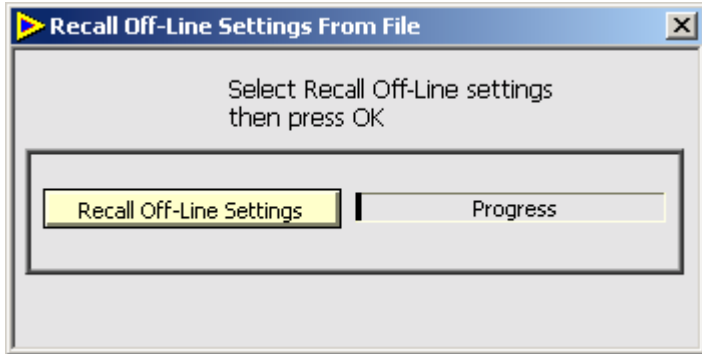 Recall Off-Line Settings From File
Select Recall Off-Line settings
then press OK
Recall Off-Line Settings
Progress